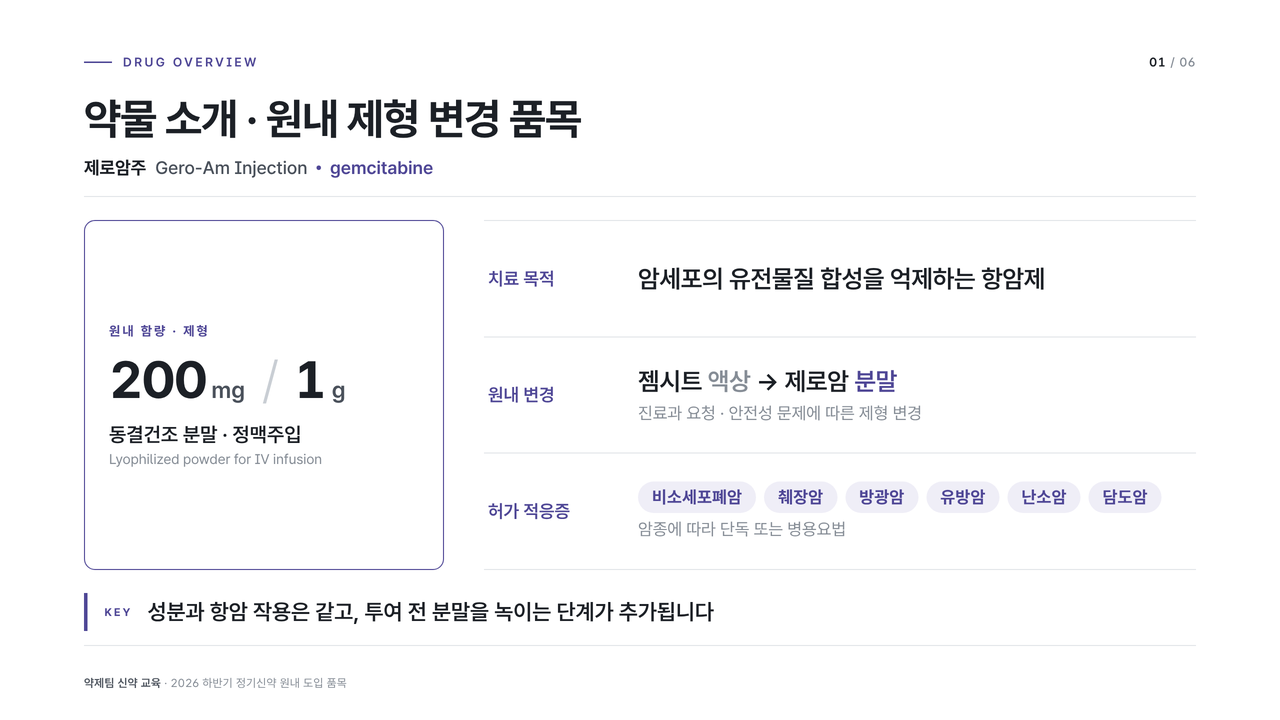 DRUG OVERVIEW
01 / 06
약물 소개 · 원내 제형 변경 품목
제로암주 Gero-Am Injection • gemcitabine
원내 함량 · 제형
200 mg / 1 g
동결건조 분말 · 정맥주입
Lyophilized powder for IV infusion
치료 목적
암세포의 유전물질 합성을 억제하는 항암제
원내 변경
젬시트 액상 → 제로암 분말
진료과 요청 · 안전성 문제에 따른 제형 변경
허가 적응증
비소세포폐암 췌장암 방광암 유방암 난소암 담도암
암종에 따라 단독 또는 병용요법
KEY 성분과 항암 작용은 같고, 투여 전 분말을 녹이는 단계가 추가됩니다
약제팀 신약 교육 · 2026 하반기 정기신약 원내 도입 품목